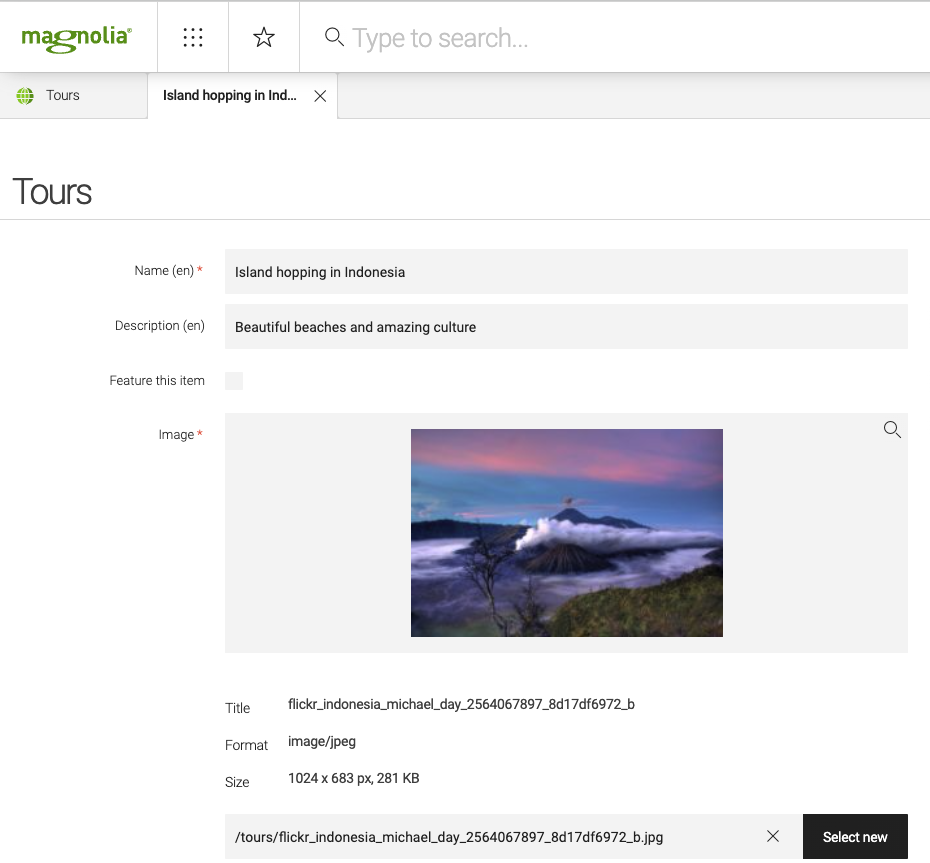 magnolia®
Type to search...
Tours
Island hopping in Ind...
Tours
Name (en) *
Island hopping in Indonesia
Description (en)
Beautiful beaches and amazing culture
Feature this item
Image *
Title
flickr_indonesia_michael_day_2564067897_8d17df6972_b
Format
image/jpeg
Size
1024 x 683 px, 281 KB
/tours/flickr_indonesia_michael_day_2564067897_8d17df6972_b.jpg
Select new